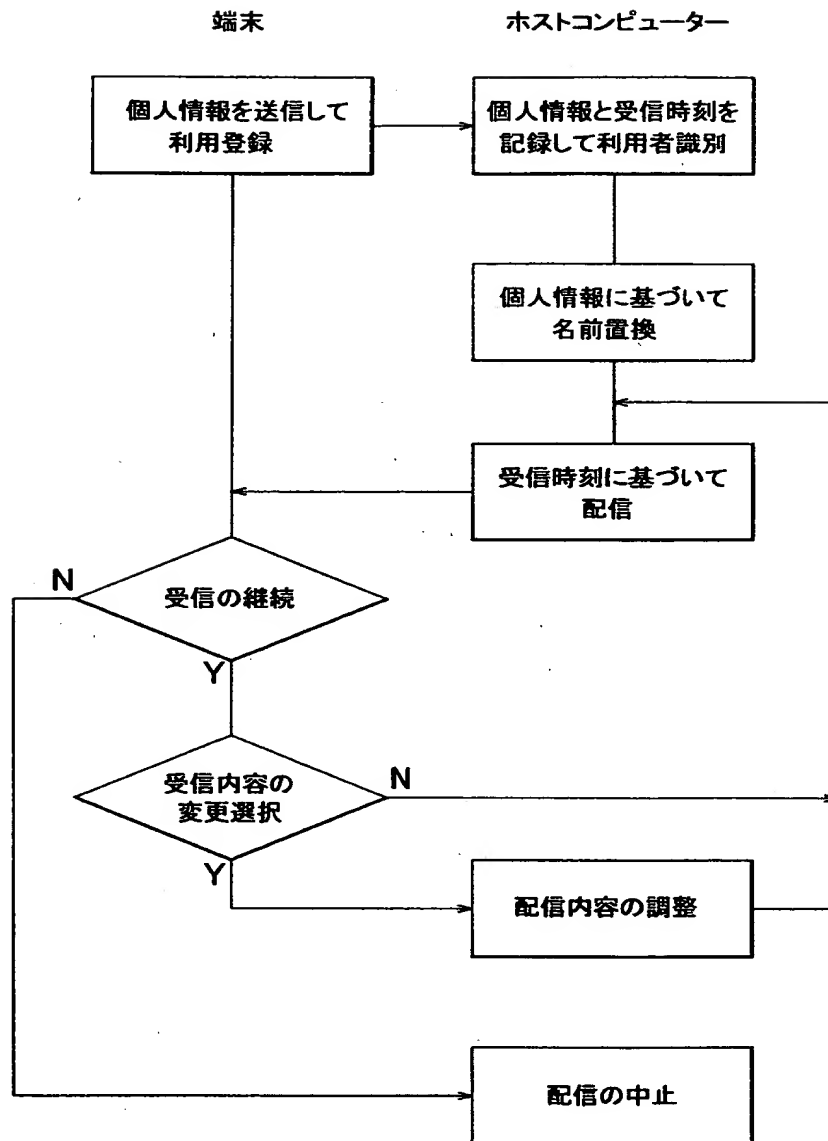 端末
ホストコンピューター
個人情報を送信して
利用登録
個人情報と受信時刻を
記録して利用者識別
個人情報に基づいて
名前置換
受信時刻に基づいて
配信
N
受信の継続
Y
受信内容の
変更選択
N
Y
配信内容の調整
配信の中止